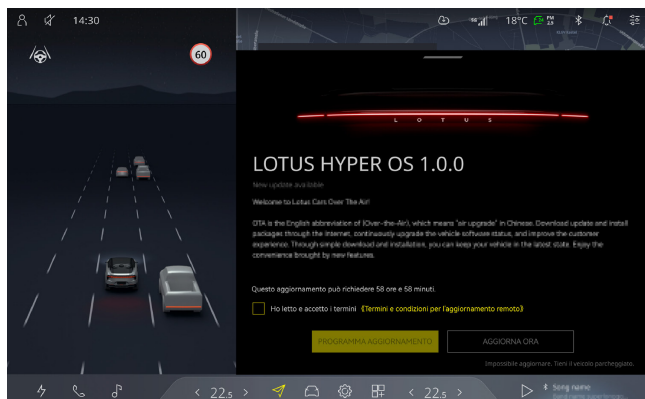 14:30
5G
18°C
PM
2.5
60
L O T U S
LOTUS HYPER OS 1.0.0
New update available
Welcome to Lotus Cars Over The Air!
OTA is the English abbreviation of (Over-the-Air), which means "air upgrade" in Chinese. Download update and install
packages through the Internet, continuously upgrade the vehicle software status, and improve the customer
experience. Through simple download and installation, you can keep your vehicle in the latest state. Enjoy the
convenience brought by new features.
Questo aggiornamento può richiedere 58 ore e 58 minuti.
Ho letto e accetto i termini 《Termini e condizioni per l'aggiornamento remoto》
PROGRAMMA AGGIORNAMENTO
AGGIORNA ORA
Impossibile aggiornare. Tieni il veicolo parcheggiato.
< 22.5 >
< 22.5 >
Song name